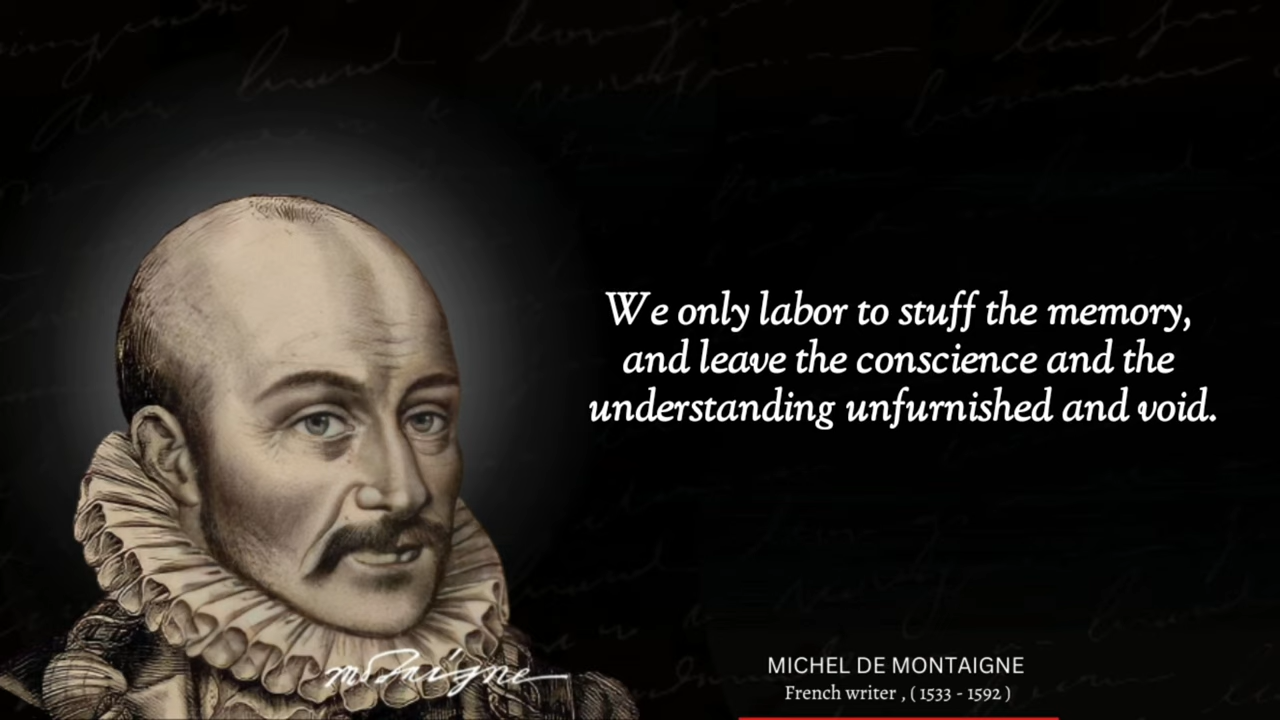 We only labor to stuff the memory,
and leave the conscience and the
understanding unfurnished and void.
MICHEL DE MONTAIGNE
French writer , ( 1533 - 1592 )